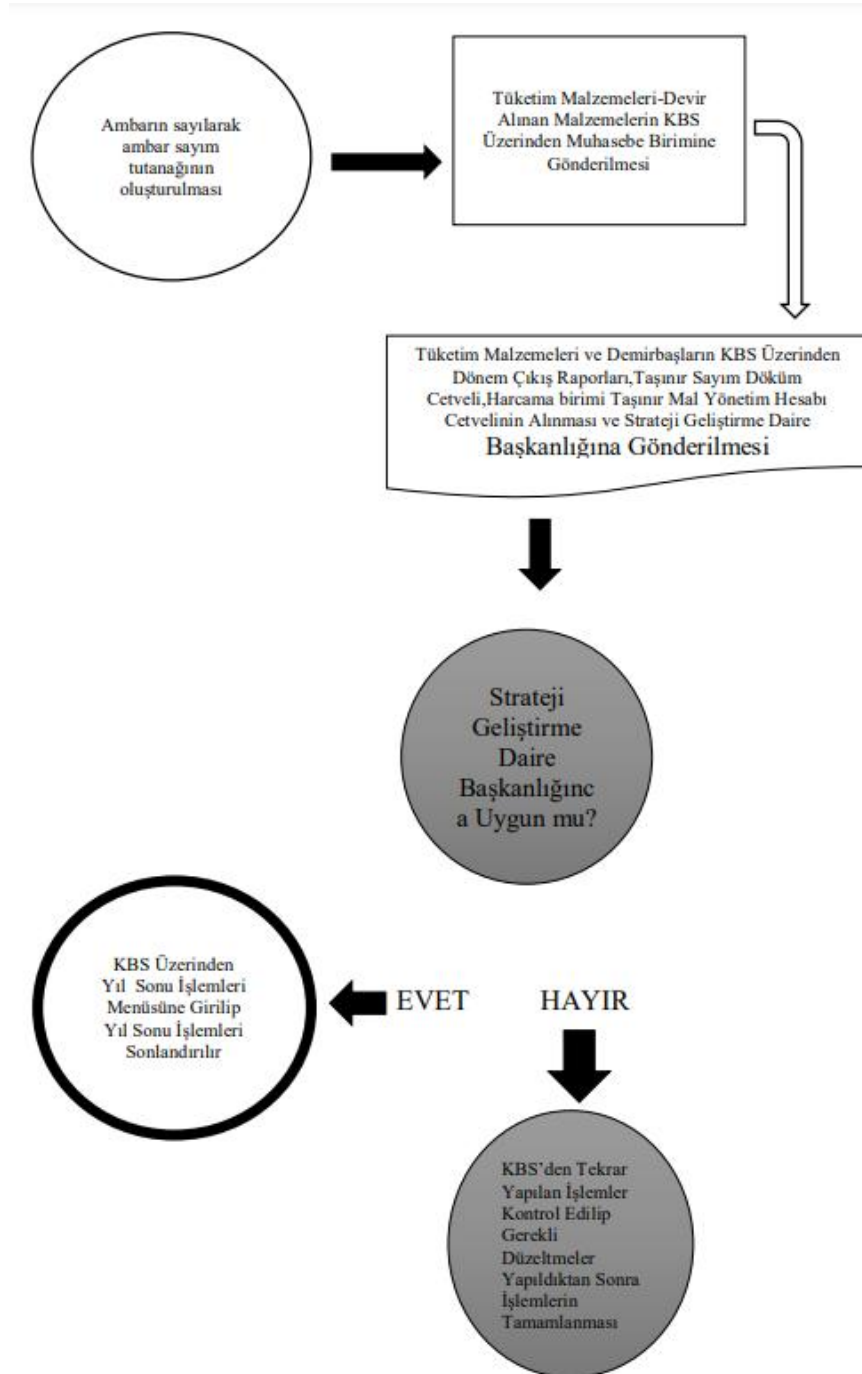 Ambarın sayılarak
ambar sayım
tutanağının
oluşturulması
Tüketim Malzemeleri-Devir
Alınan Malzemelerin KBS
Üzerinden Muhasebe Birimine
Gönderilmesi
Tüketim Malzemeleri ve Demirbaşların KBS Üzerinden
Dönem Çıkış Raporları,Taşınır Sayım Döküm
Cetveli,Harcama birimi Taşınır Mal Yönetim Hesabı
Cetvelinin Alınması ve Strateji Geliştirme Daire
Başkanlığına Gönderilmesi
Strateji
Geliştirme
Daire
Başkanlığınc
a Uygun mu?
KBS Üzerinden
Yıl Sonu İşlemleri
Menüsüne Girilip
Yıl Sonu İşlemleri
Sonlandırılır
EVET HAYIR
KBS’den Tekrar
Yapılan İşlemler
Kontrol Edilip
Gerekli
Düzeltmeler
Yapıldıktan Sonra
İşlemlerin
Tamamlanması